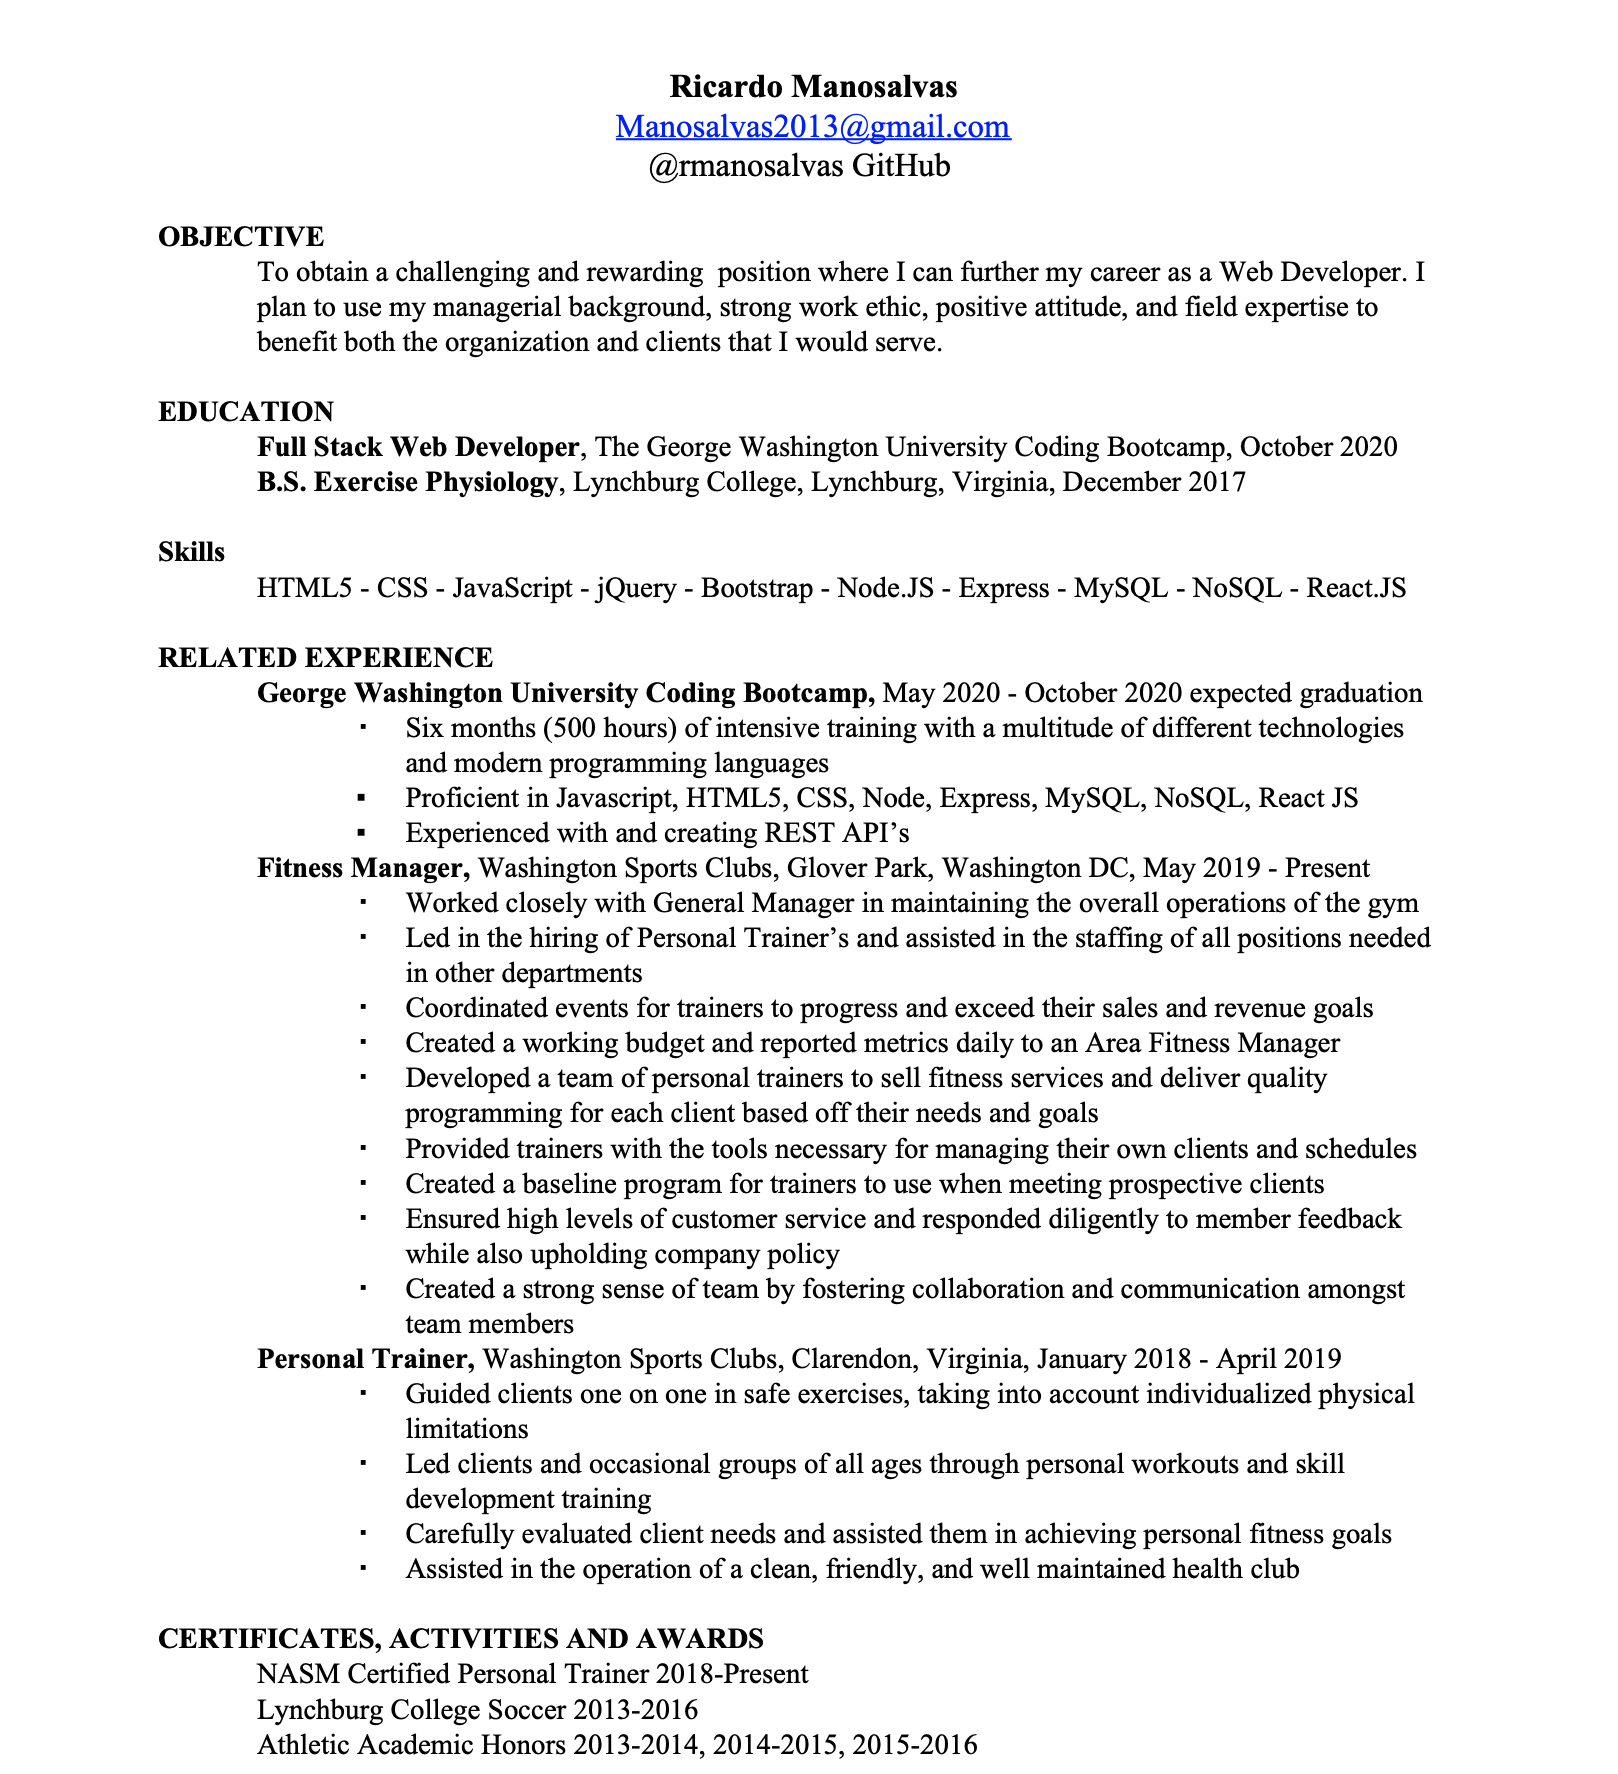 Ricardo Manosalvas
Manosalvas2013@gmail.com
@rmanosalvas GitHub
OBJECTIVE
To obtain a challenging and rewarding  position where I can further my career as a Web Developer. I
plan to use my managerial background, strong work ethic, positive attitude, and field expertise to
benefit both the organization and clients that I would serve.
EDUCATION
Full Stack Web Developer, The George Washington University Coding Bootcamp, October 2020
B.S. Exercise Physiology, Lynchburg College, Lynchburg, Virginia, December 2017
Skills
HTML5 - CSS - JavaScript - jQuery - Bootstrap - Node.JS - Express - MySQL - NoSQL - React.JS
RELATED EXPERIENCE
George Washington University Coding Bootcamp, May 2020 - October 2020 expected graduation
▪ Six months (500 hours) of intensive training with a multitude of different technologies
and modern programming languages
▪ Proficient in Javascript, HTML5, CSS, Node, Express, MySQL, NoSQL, React JS
▪ Experienced with and creating REST API’s
Fitness Manager, Washington Sports Clubs, Glover Park, Washington DC, May 2019 - Present
▪ Worked closely with General Manager in maintaining the overall operations of the gym
▪ Led in the hiring of Personal Trainer’s and assisted in the staffing of all positions needed
in other departments
▪ Coordinated events for trainers to progress and exceed their sales and revenue goals
▪ Created a working budget and reported metrics daily to an Area Fitness Manager
▪ Developed a team of personal trainers to sell fitness services and deliver quality
programming for each client based off their needs and goals
▪ Provided trainers with the tools necessary for managing their own clients and schedules
▪ Created a baseline program for trainers to use when meeting prospective clients
▪ Ensured high levels of customer service and responded diligently to member feedback
while also upholding company policy
▪ Created a strong sense of team by fostering collaboration and communication amongst
team members
Personal Trainer, Washington Sports Clubs, Clarendon, Virginia, January 2018 - April 2019
▪ Guided clients one on one in safe exercises, taking into account individualized physical
limitations
▪ Led clients and occasional groups of all ages through personal workouts and skill
development training
▪ Carefully evaluated client needs and assisted them in achieving personal fitness goals
▪ Assisted in the operation of a clean, friendly, and well maintained health club
CERTIFICATES, ACTIVITIES AND AWARDS
NASM Certified Personal Trainer 2018-Present
Lynchburg College Soccer 2013-2016
Athletic Academic Honors 2013-2014, 2014-2015, 2015-2016